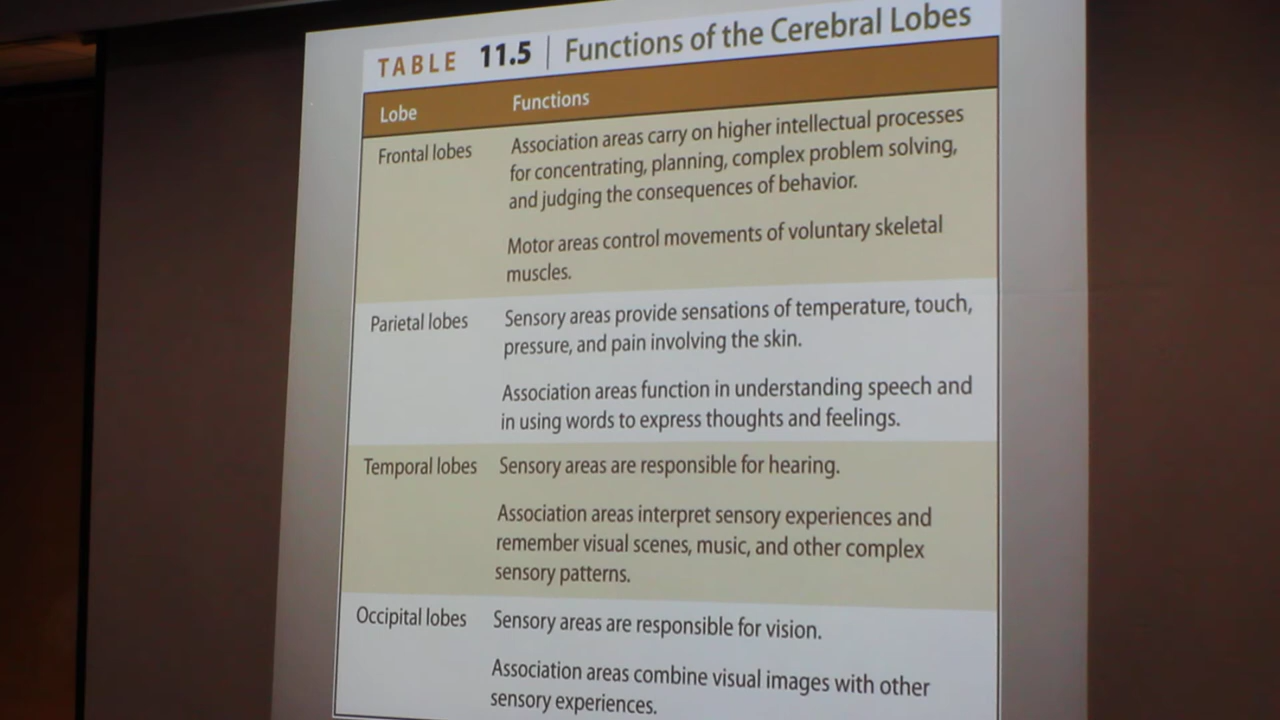 TABLE 11.5 | Functions of the Cerebral Lobes
Lobe Functions
Frontal lobes Association areas carry on higher intellectual processes
for concentrating, planning, complex problem solving,
and judging the consequences of behavior.
Motor areas control movements of voluntary skeletal
muscles.
Parietal lobes Sensory areas provide sensations of temperature, touch,
pressure, and pain involving the skin.
Association areas function in understanding speech and
in using words to express thoughts and feelings.
Temporal lobes Sensory areas are responsible for hearing.
Association areas interpret sensory experiences and
remember visual scenes, music, and other complex
sensory patterns.
Occipital lobes Sensory areas are responsible for vision.
Association areas combine visual images with other
sensory experiences.